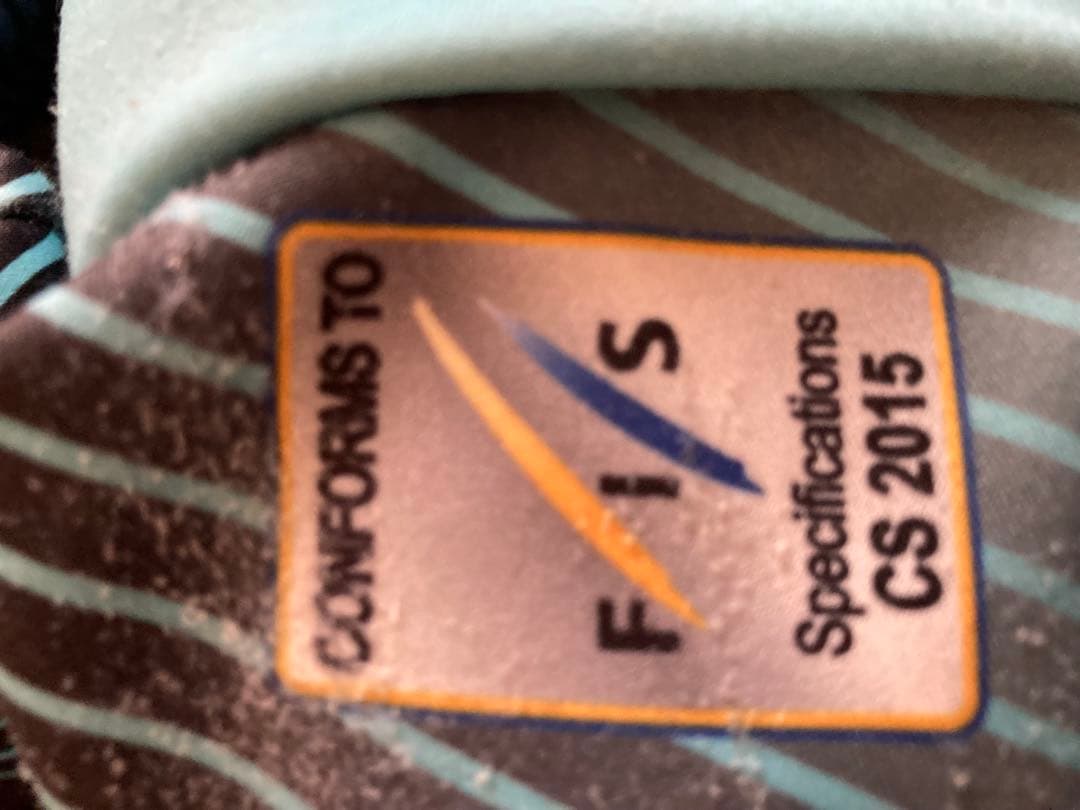 CONFORMS TO
FIS
Specifications
CS 2015